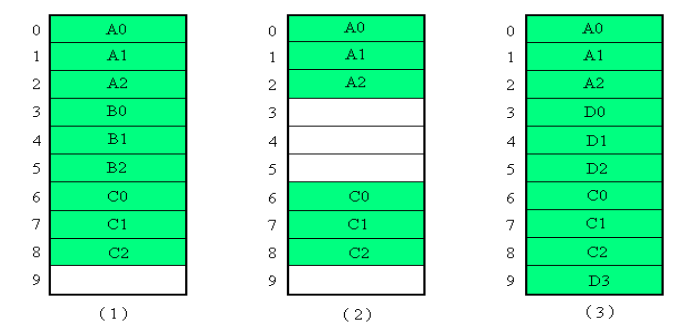 0 A0 0 A0 0 A0
1 A1 1 A1 1 A1
2 A2 2 A2 2 A2
3 B0 3 3 D0
4 B1 4 4 D1
5 B2 5 5 D2
6 C0 6 C0 6 C0
7 C1 7 C1 7 C1
8 C2 8 C2 8 C2
9 9 9 D3
(1) (2) (3)